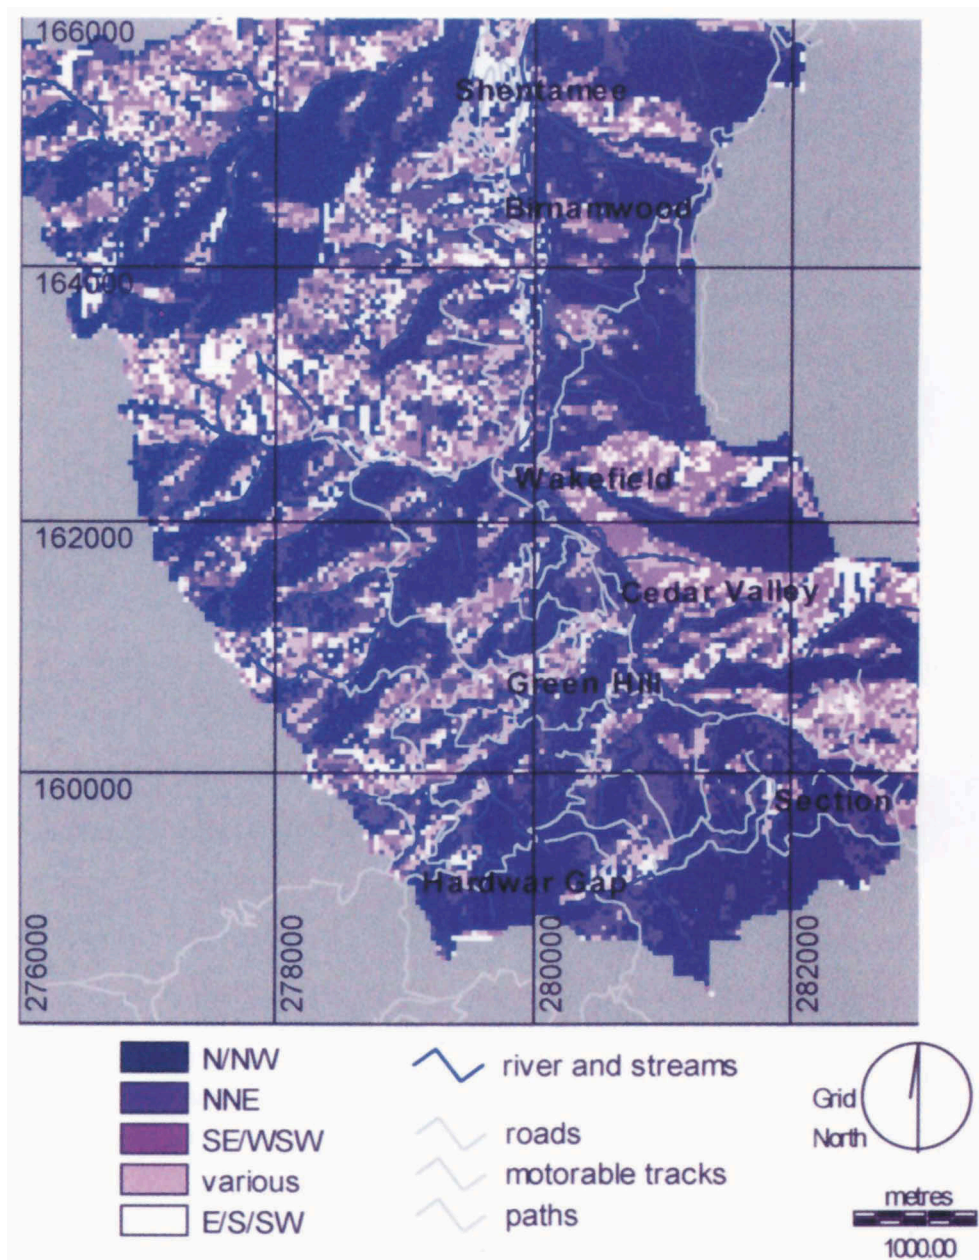 166000
Shentamee
Birnamwood
164000
Wakefield
162000
Cedar Valley
Green Hill
160000
Section
Hardwar Gap
276000
278000
280000
282000
N/NW
NNE
SE/WSW
various
E/S/SW
river and streams
roads
motorable tracks
paths
Grid
North
metres
1000.00